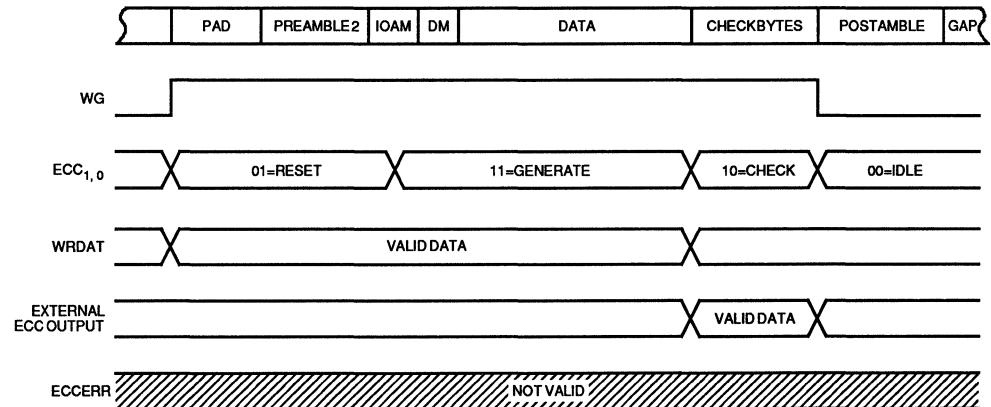 PAD PREAMBLE2 IOAM DM DATA CHECKBYTES POSTAMBLE GAP
WG
ECC1, 0 01=RESET 11=GENERATE 10=CHECK 00=IDLE
WRDAT VALID DATA
EXTERNAL
ECC OUTPUT VALID DATA
ECCERR NOT VALID